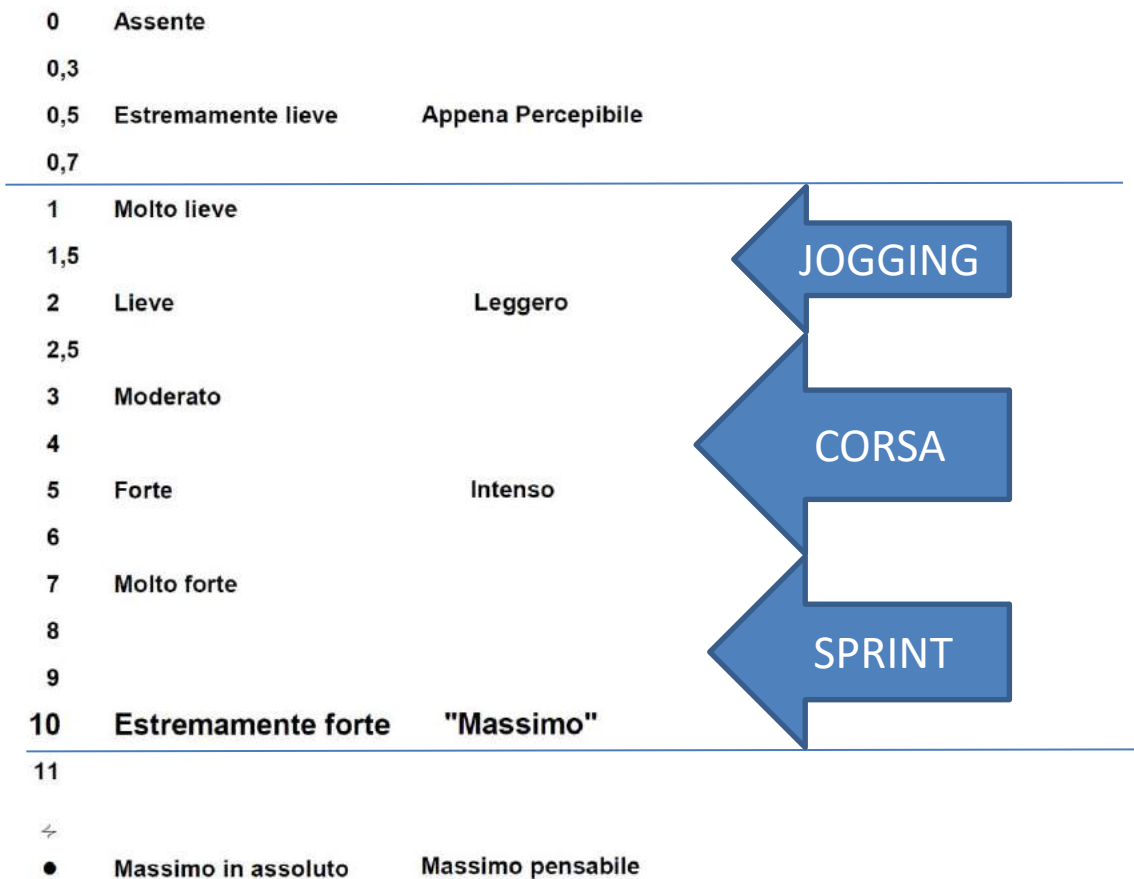 0 Assente
0,3
0,5 Estremamente lieve Appena Percepibile
0,7
1 Molto lieve
1,5 JOGGING
2 Lieve Leggero
2,5
3 Moderato
4 CORSA
5 Forte Intenso
6
7 Molto forte
8 SPRINT
9
10 Estremamente forte "Massimo"
11
● Massimo in assoluto Massimo pensabile